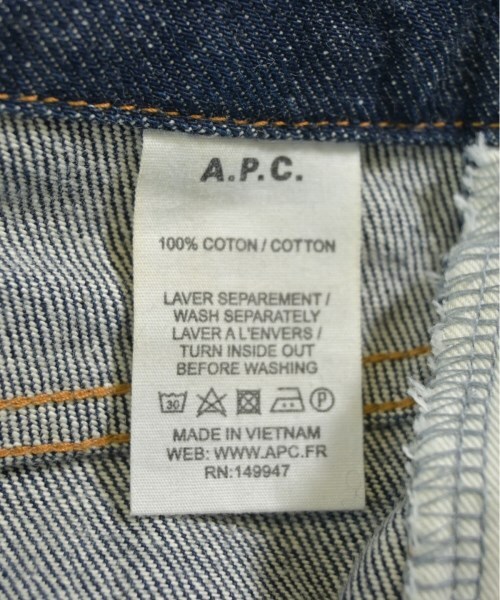 A.P.C.
100% COTON / COTTON
LAVER SEPAREMENT /
WASH SEPARATELY
LAVER A L'ENVERS /
TURN INSIDE OUT
BEFORE WASHING
30 P
MADE IN VIETNAM
WEB: WWW.APC.FR
RN:149947